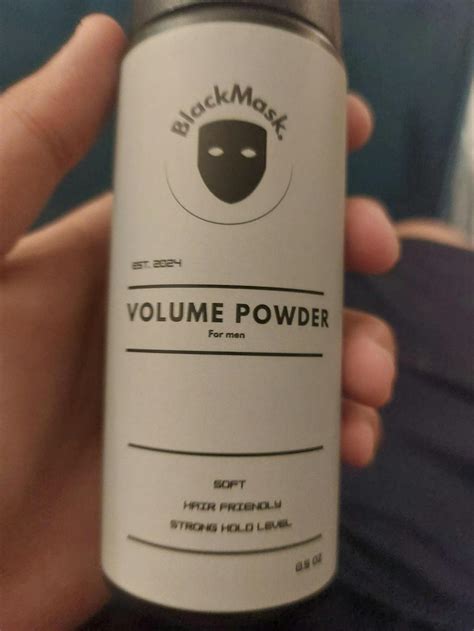 BlackMask.
EST. 2024
VOLUME POWDER
For men
SOFT
HAIR FRIENDLY
STRONG HOLD LEVEL
0.5 OZ